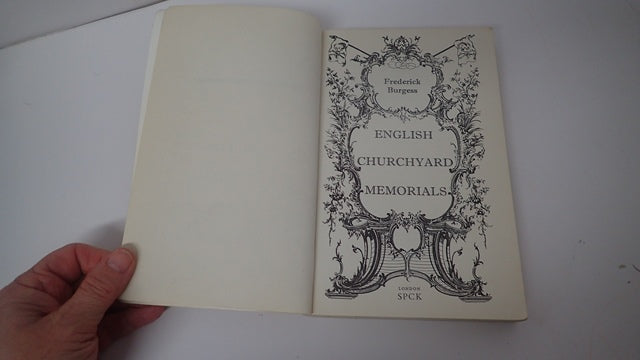 Frederick
Burgess
ENGLISH
CHURCHYARD
MEMORIALS
LONDON
SPCK